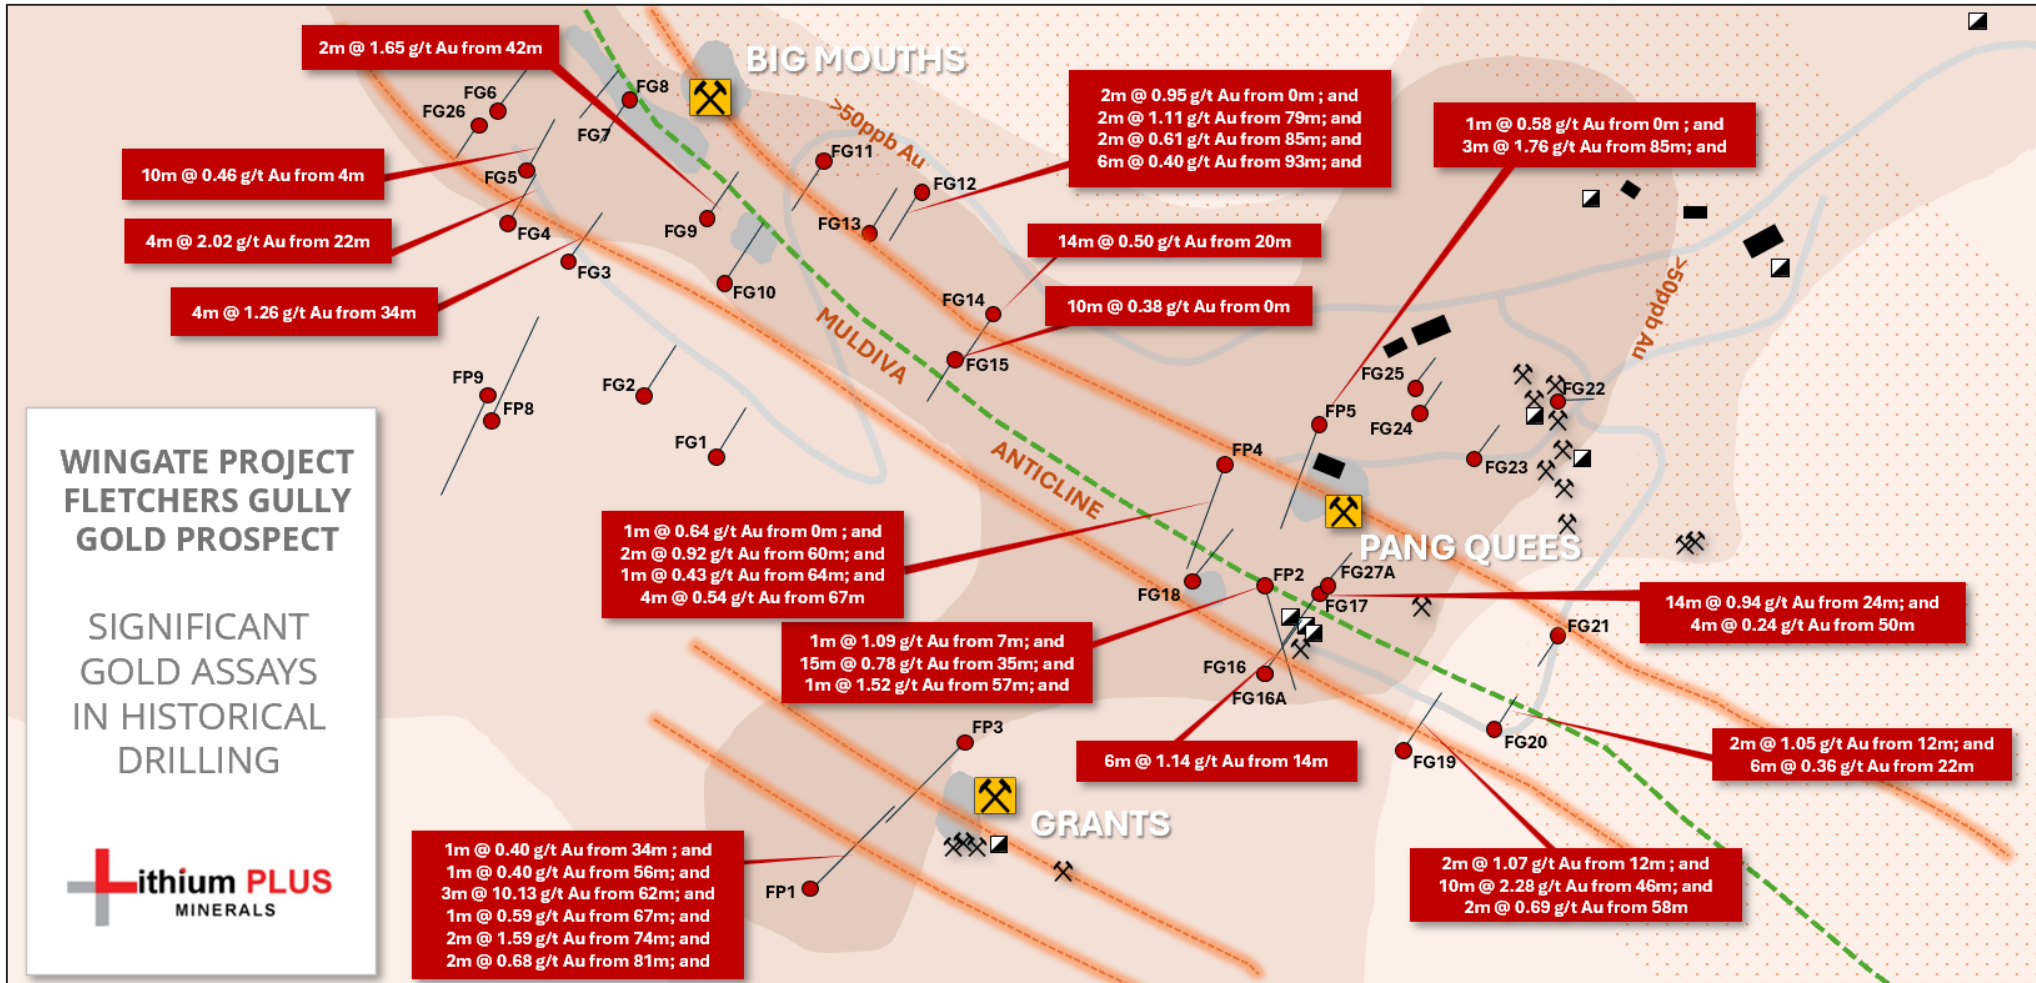 2m @ 1.65 g/t Au from 42m
BIG MOUTHS
FG6
FG26
FG8
FG7
>50ppb Au
2m @ 0.95 g/t Au from 0m ; and
2m @ 1.11 g/t Au from 79m; and
2m @ 0.61 g/t Au from 85m; and
6m @ 0.40 g/t Au from 93m; and
1m @ 0.58 g/t Au from 0m ; and
3m @ 1.76 g/t Au from 85m; and
10m @ 0.46 g/t Au from 4m
FG5
FG11
FG12
4m @ 2.02 g/t Au from 22m
FG4
FG9
FG13
14m @ 0.50 g/t Au from 20m
FG3
FG10
4m @ 1.26 g/t Au from 34m
FG14
10m @ 0.38 g/t Au from 0m
>50ppb Au
MULDIVA
FG15
FP9
FP8
FG2
FG1
FG25
FG24
FG22
FG23
FP5
FP4
ANTICLINE
WINGATE PROJECT
FLETCHERS GULLY
GOLD PROSPECT
SIGNIFICANT
GOLD ASSAYS
IN HISTORICAL
DRILLING
Lithium PLUS
MINERALS
1m @ 0.64 g/t Au from 0m ; and
2m @ 0.92 g/t Au from 60m; and
1m @ 0.43 g/t Au from 64m; and
4m @ 0.54 g/t Au from 67m
PANG QUEES
FG18
FP2
FG27A
FG17
14m @ 0.94 g/t Au from 24m; and
4m @ 0.24 g/t Au from 50m
1m @ 1.09 g/t Au from 7m; and
15m @ 0.78 g/t Au from 35m; and
1m @ 1.52 g/t Au from 57m; and
FG16
FG16A
FG21
FP3
6m @ 1.14 g/t Au from 14m
FG19
FG20
2m @ 1.05 g/t Au from 12m; and
6m @ 0.36 g/t Au from 22m
GRANTS
FP1
1m @ 0.40 g/t Au from 34m ; and
1m @ 0.40 g/t Au from 56m; and
3m @ 10.13 g/t Au from 62m; and
1m @ 0.59 g/t Au from 67m; and
2m @ 1.59 g/t Au from 74m; and
2m @ 0.68 g/t Au from 81m; and
2m @ 1.07 g/t Au from 12m ; and
10m @ 2.28 g/t Au from 46m; and
2m @ 0.69 g/t Au from 58m